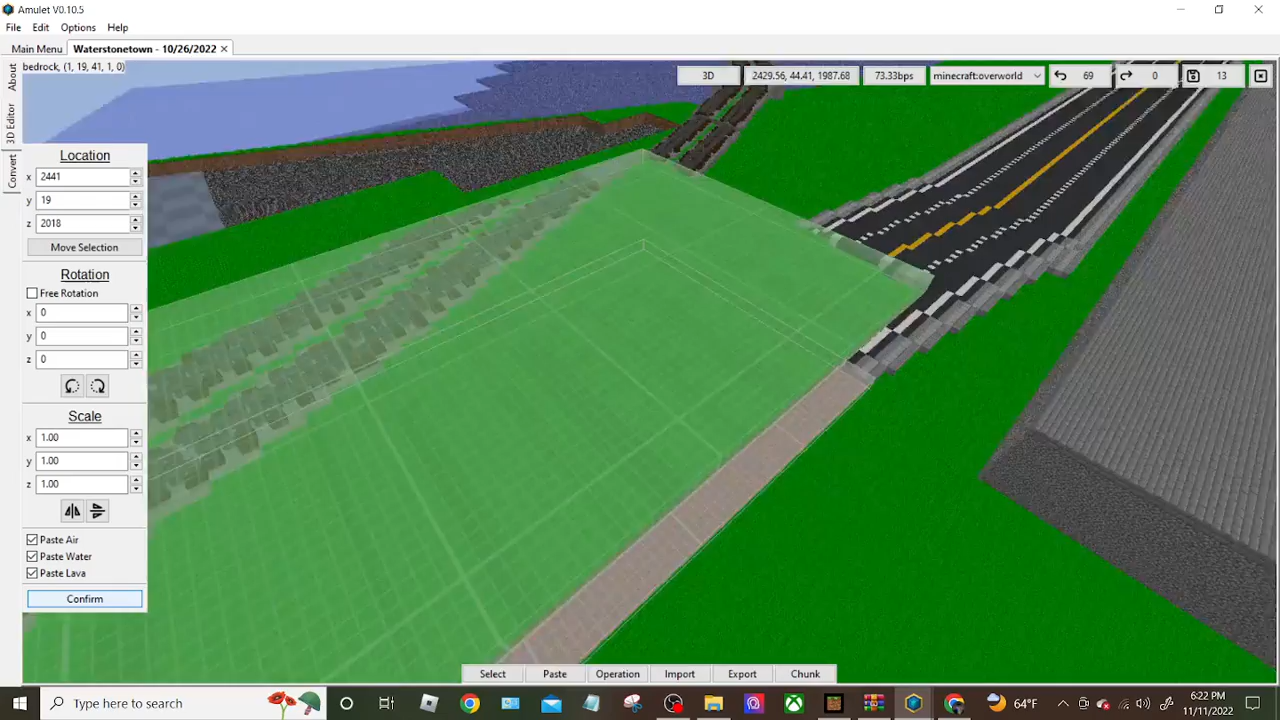 Amulet V0.10.5
File Edit Options Help
Main Menu Waterstonetown - 10/26/2022
About
3D Editor
Convert
bedrock, (1, 19, 41, 1, 0)
3D 2429.56, 44.41, 1987.68 73.33bps minecraft:overworld 69 0 13
Location
x 2441
y 19
z 2018
Move Selection
Rotation
Free Rotation
x 0
y 0
z 0
Scale
x 1.00
y 1.00
z 1.00
Paste Air
Paste Water
Paste Lava
Confirm
Select Paste Operation Import Export Chunk
Type here to search
64°F
6:22 PM
11/11/2022